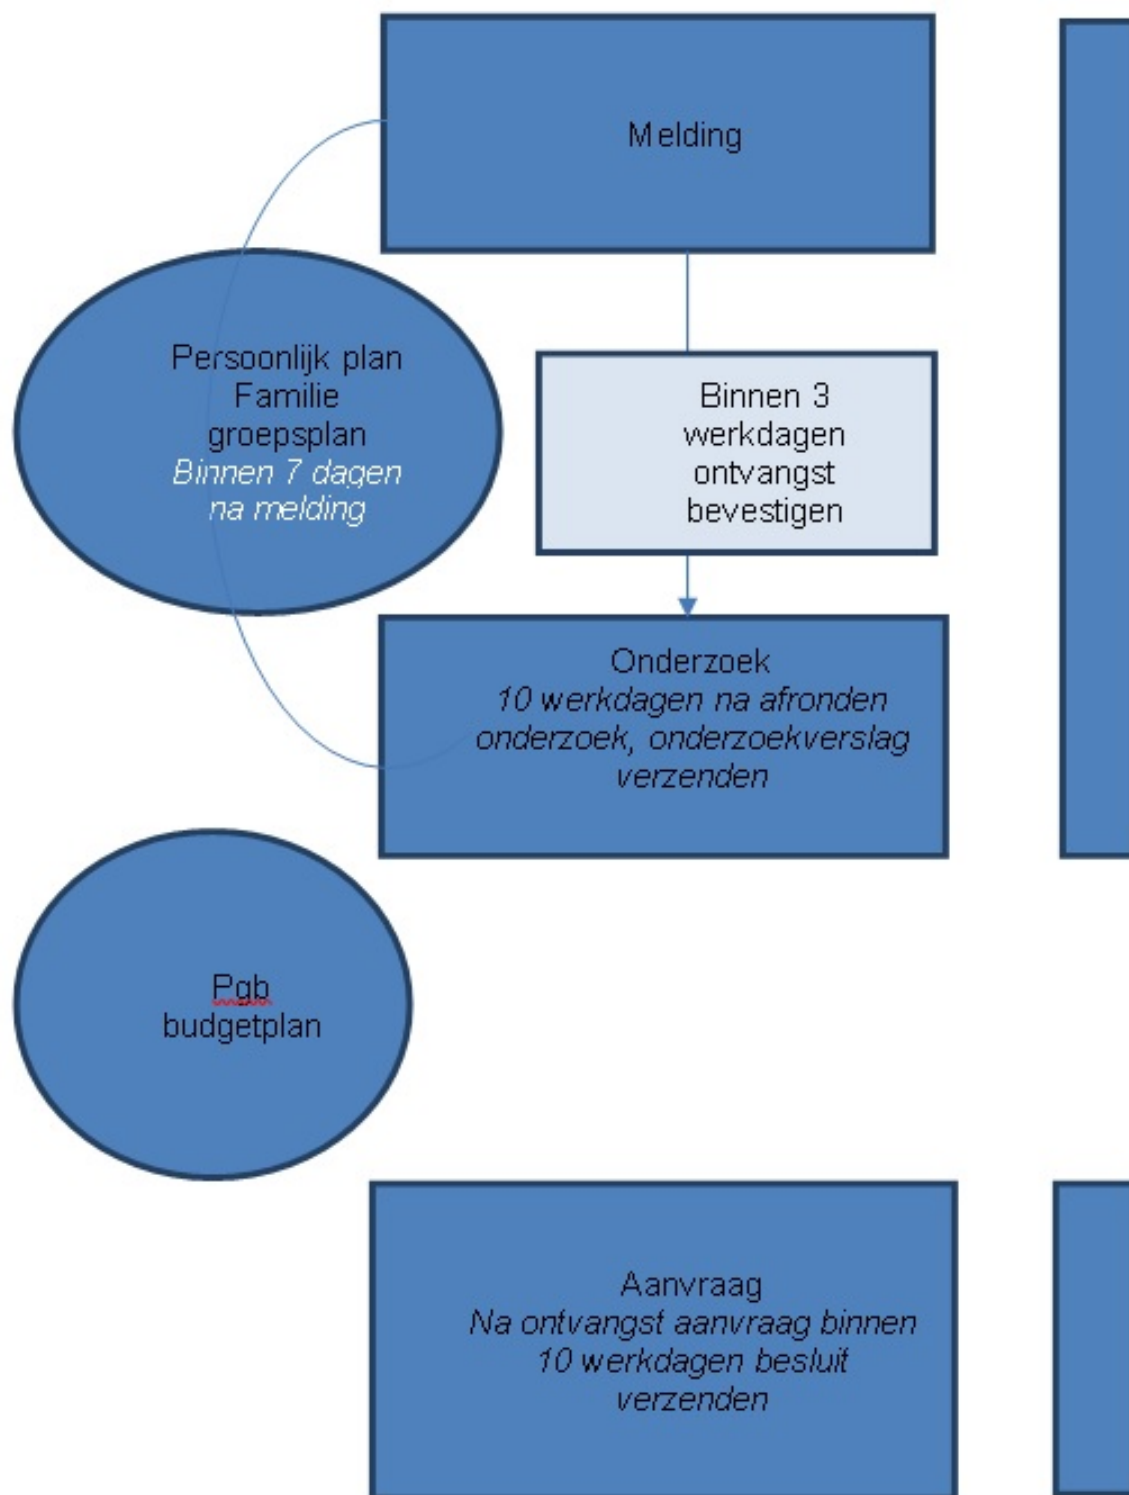 Melding
Persoonlijk plan
Familie
groepsplan
Binnen 7 dagen
na melding
Binnen 3
werkdagen
ontvangst
bevestigen
Onderzoek
10 werkdagen na afronden
onderzoek, onderzoekverslag
verzenden
Pgb
budgetplan
Aanvraag
Na ontvangst aanvraag binnen
10 werkdagen besluit
verzenden